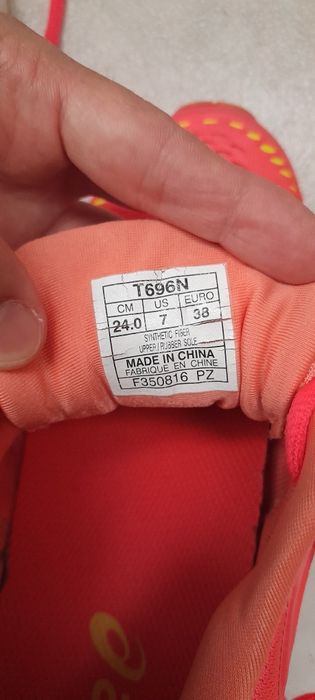 T696N
CM US EURO
24.0 7 38
SYNTHETIC FIBER
UPPER/RUBBER SOLE
MADE IN CHINA
FABRIQUE EN CHINE
F350816 PZ